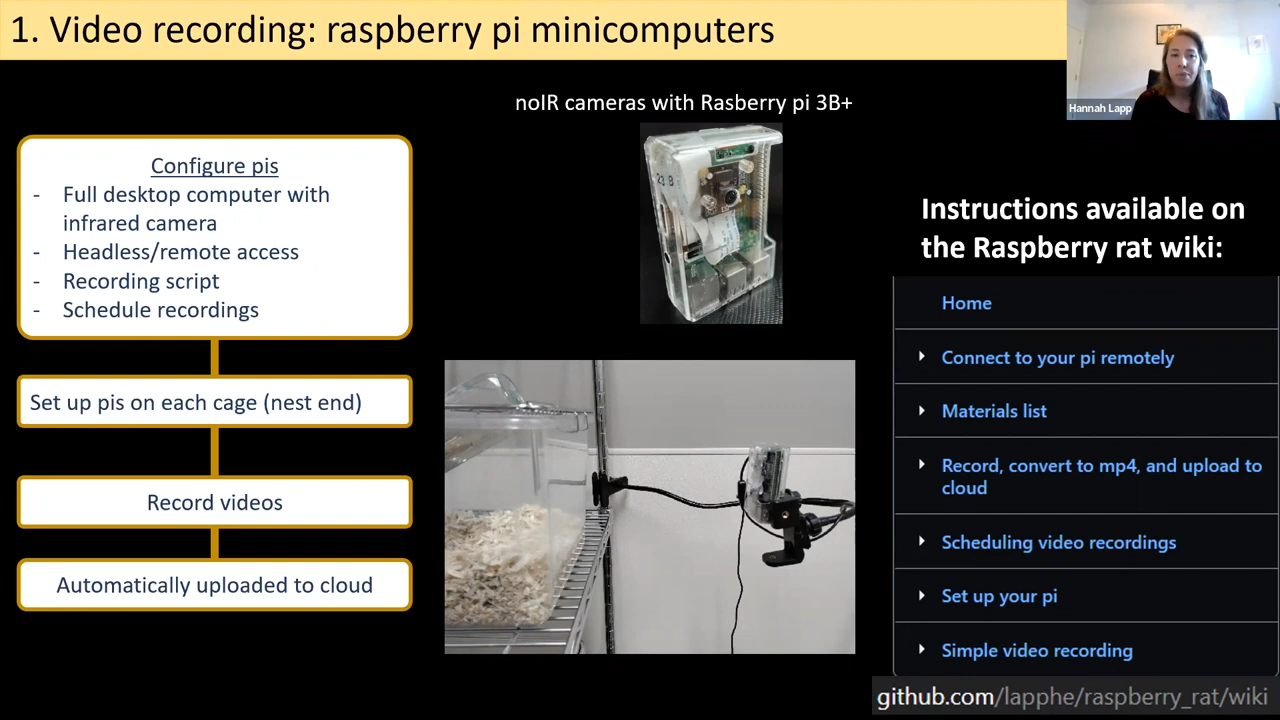 1. Video recording: raspberry pi minicomputers
Hannah Lapp
noIR cameras with Rasberry pi 3B+
Configure pis
- Full desktop computer with
infrared camera
- Headless/remote access
- Recording script
- Schedule recordings
Set up pis on each cage (nest end)
Record videos
Automatically uploaded to cloud
Instructions available on
the Raspberry rat wiki:
Home
Connect to your pi remotely
Materials list
Record, convert to mp4, and upload to
cloud
Scheduling video recordings
Set up your pi
Simple video recording
github.com/lapphe/raspberry_rat/wiki